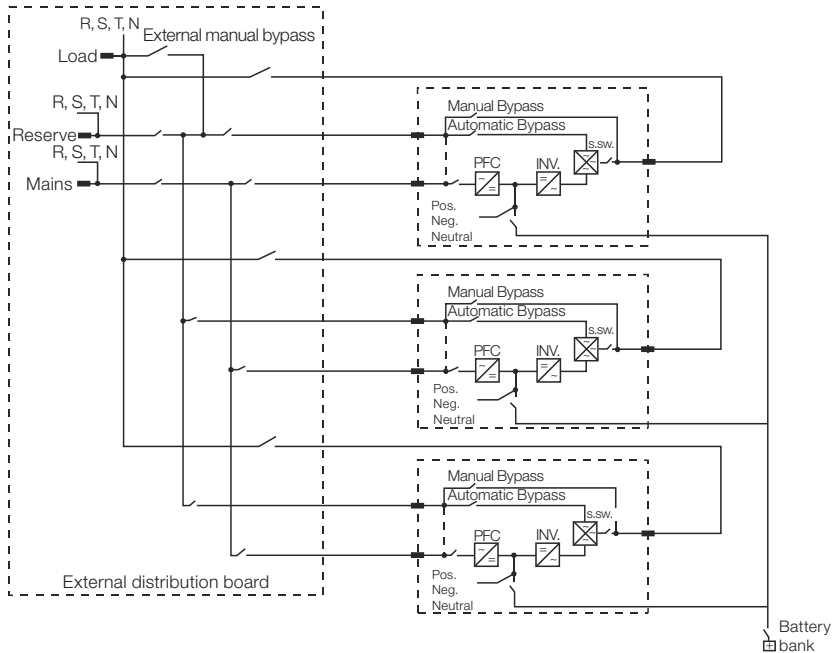 R, S, T, N
External manual bypass
Load
R, S, T, N
Reserve
R, S, T, N
Mains
Manual Bypass
Automatic Bypass
s.sw.
PFC
INV.
Pos.
Neg.
Neutral
Manual Bypass
Automatic Bypass
s.sw.
PFC
INV.
Pos.
Neg.
Neutral
Manual Bypass
Automatic Bypass
s.sw.
PFC
INV.
Pos.
Neg.
Neutral
External distribution board
Battery
bank